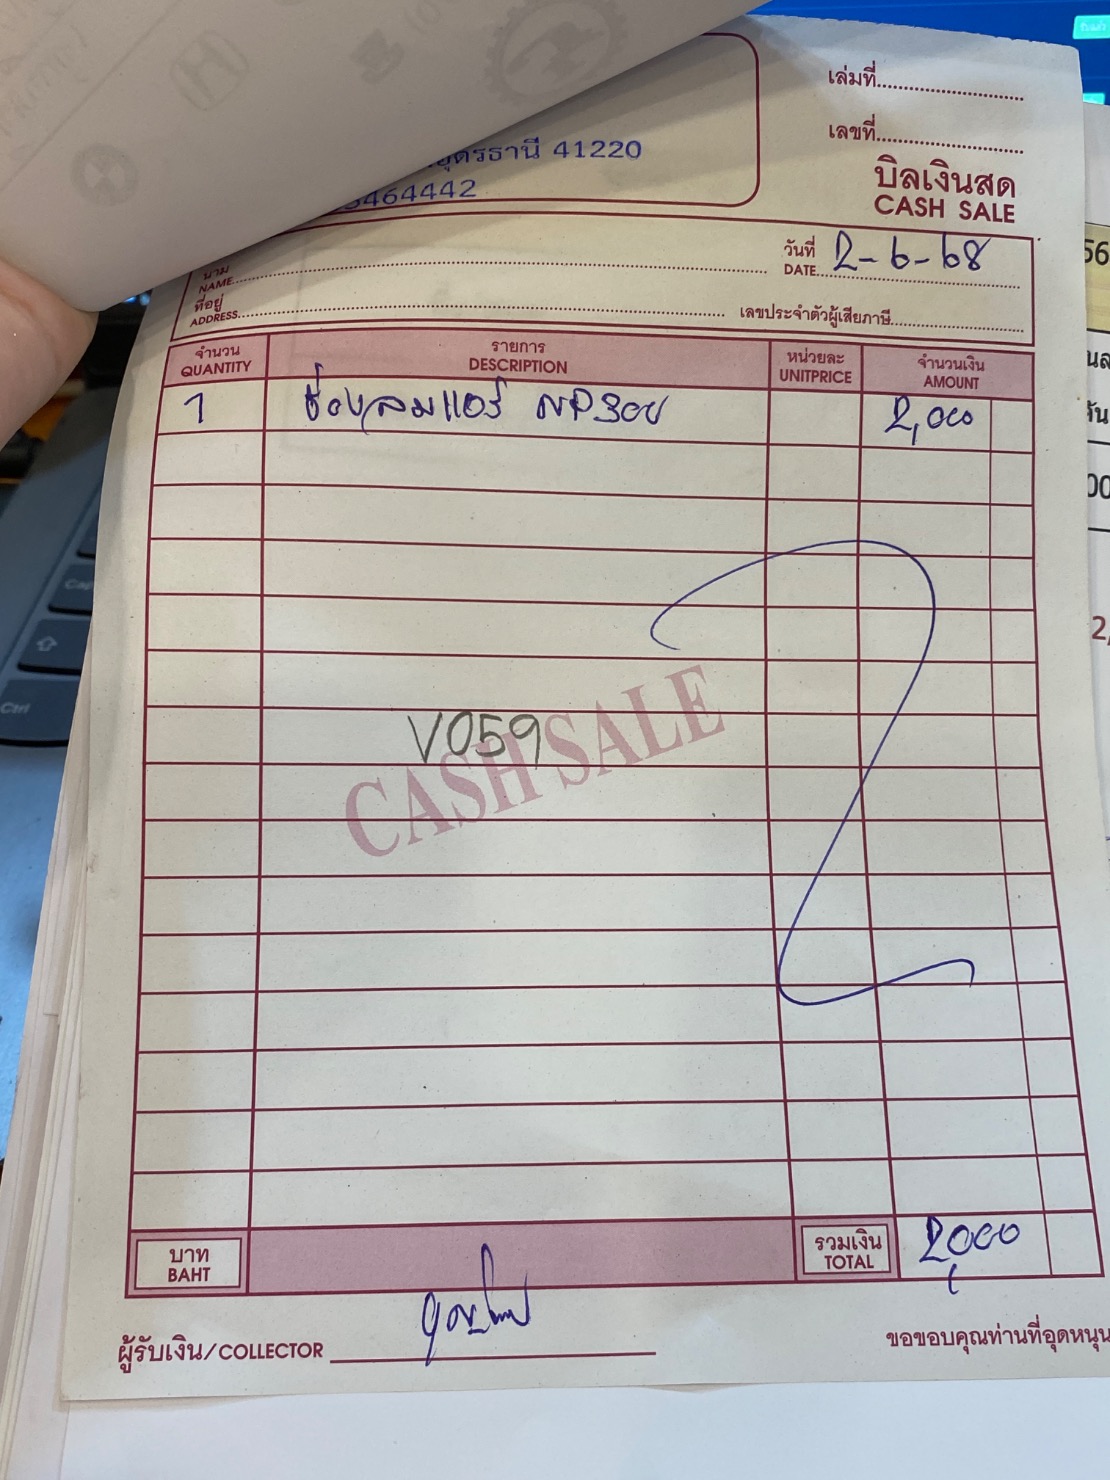 อุดรธานี 41220
3464442
เล่มที่
เลขที่
บิลเงินสด
CASH SALE
นาม
NAME
วันที่
DATE 2-6-68
ที่อยู่
ADDRESS
เลขประจำตัวผู้เสียภาษี
จำนวน รายการ หน่วยละ จำนวนเงิน
QUANTITY DESCRIPTION UNITPRICE AMOUNT
1 ช่องลมแอร์ NP300 2,000
V059
CASH SALE
บาท
BAHT
รวมเงิน
TOTAL
2,000
ผู้รับเงิน/COLLECTOR
ขอขอบคุณท่านที่อุดหนุน
Ctrl